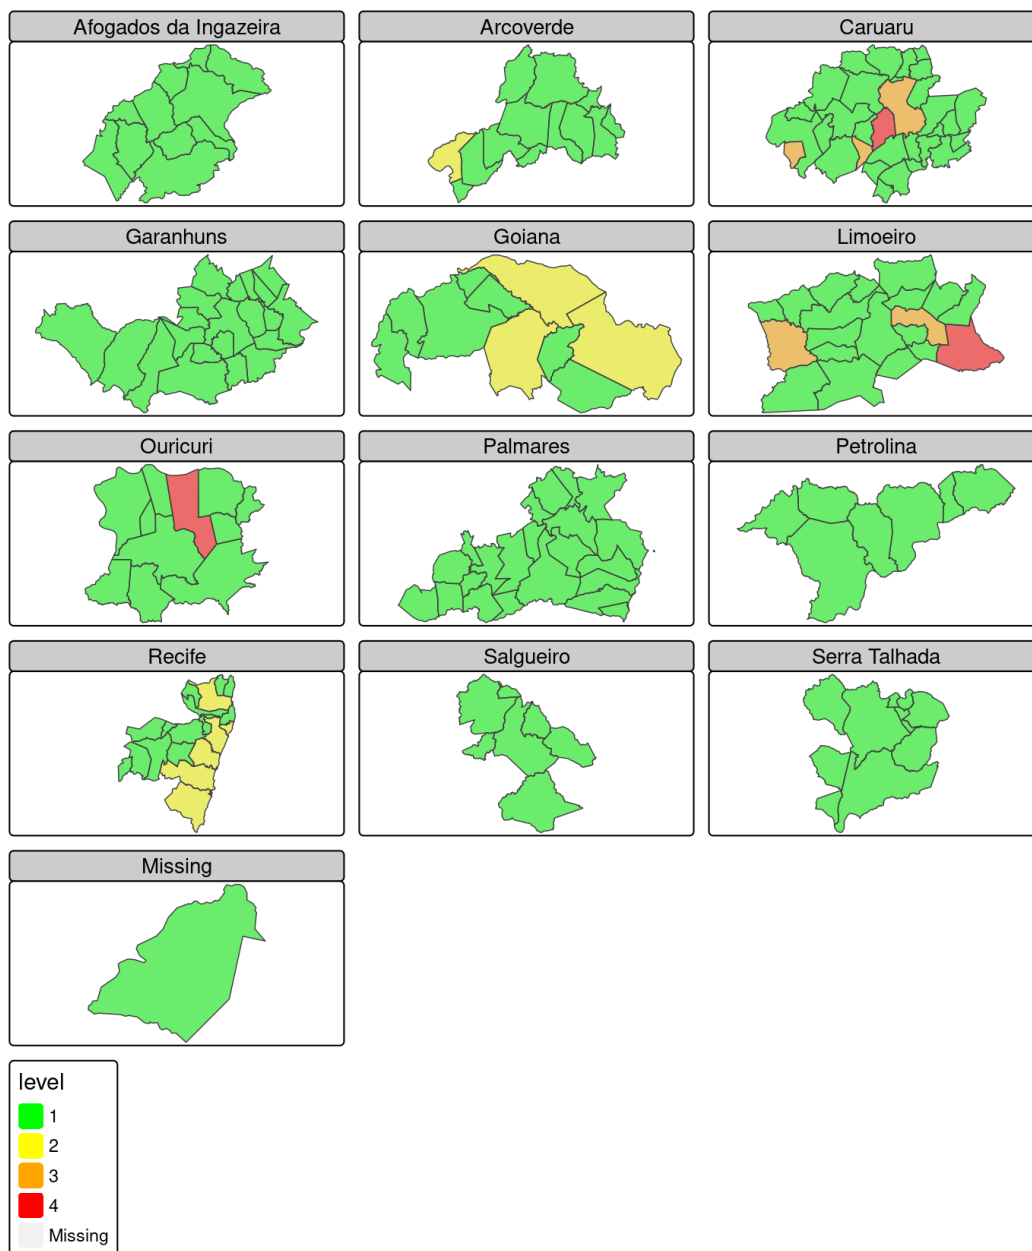 Afogados da Ingazeira
Arcoverde
Caruaru
Garanhuns
Goiana
Limoeiro
Ouricuri
Palmares
Petrolina
Recife
Salgueiro
Serra Talhada
Missing
level
1
2
3
4
Missing